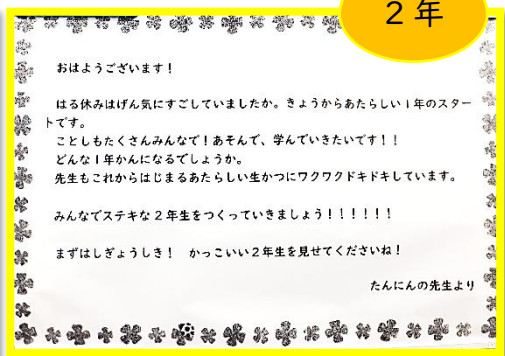 ２年
おはようございます！
はる休みはげん気にすごしていましたか。きょうからあたらしい１年のスター
トです。
ことしもたくさんみんなで！あそんで、学んでいきたいです！！
どんな１年かんになるでしょうか。
先生もこれからはじまるあたらしい生かつにワクワクドキドキしています。
みんなでステキな２年生をつくっていきましょう！！！！！！
まずはしぎょうしき！　かっこいい２年生を見せてくださいね！
たんにんの先生より